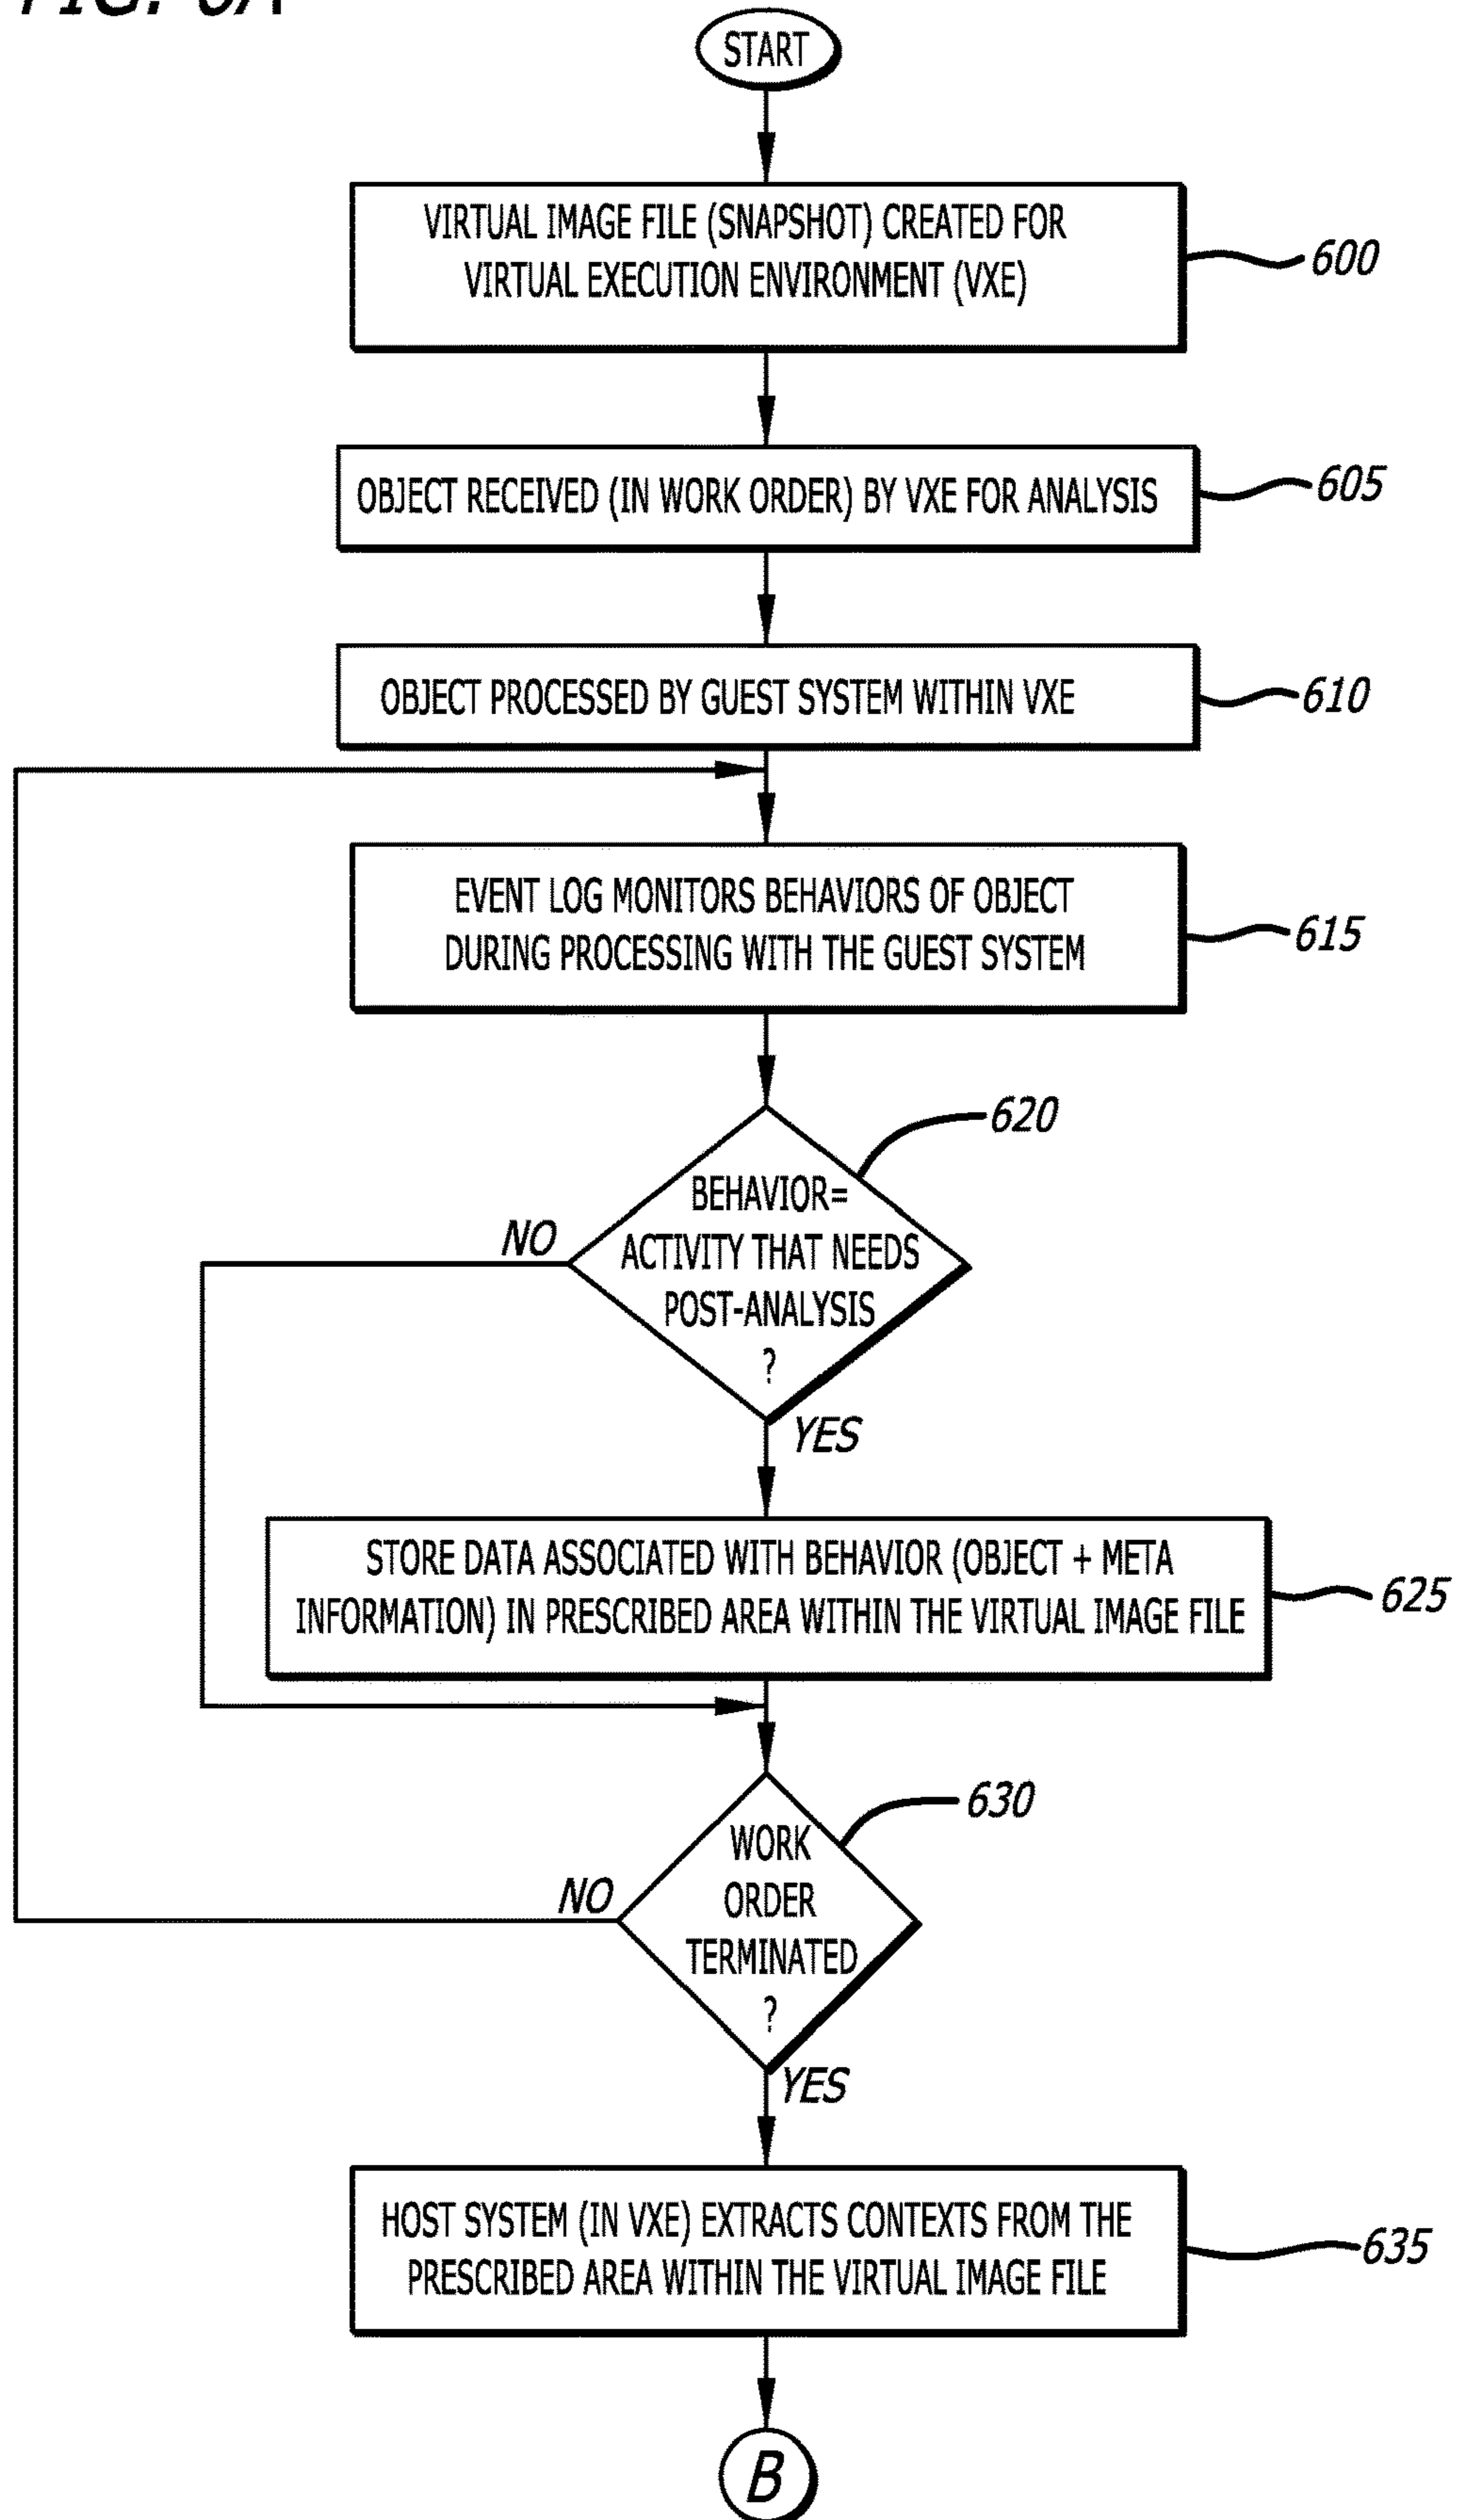 FIG. 6A
START
VIRTUAL IMAGE FILE (SNAPSHOT) CREATED FOR
VIRTUAL EXECUTION ENVIRONMENT (VXE)
600
OBJECT RECEIVED (IN WORK ORDER) BY VXE FOR ANALYSIS
605
OBJECT PROCESSED BY GUEST SYSTEM WITHIN VXE
610
EVENT LOG MONITORS BEHAVIORS OF OBJECT
DURING PROCESSING WITH THE GUEST SYSTEM
615
620
BEHAVIOR=
ACTIVITY THAT NEEDS
POST-ANALYSIS
?
NO
YES
STORE DATA ASSOCIATED WITH BEHAVIOR (OBJECT + META
INFORMATION) IN PRESCRIBED AREA WITHIN THE VIRTUAL IMAGE FILE
625
630
WORK
ORDER
TERMINATED
?
NO
YES
HOST SYSTEM (IN VXE) EXTRACTS CONTEXTS FROM THE
PRESCRIBED AREA WITHIN THE VIRTUAL IMAGE FILE
635
B